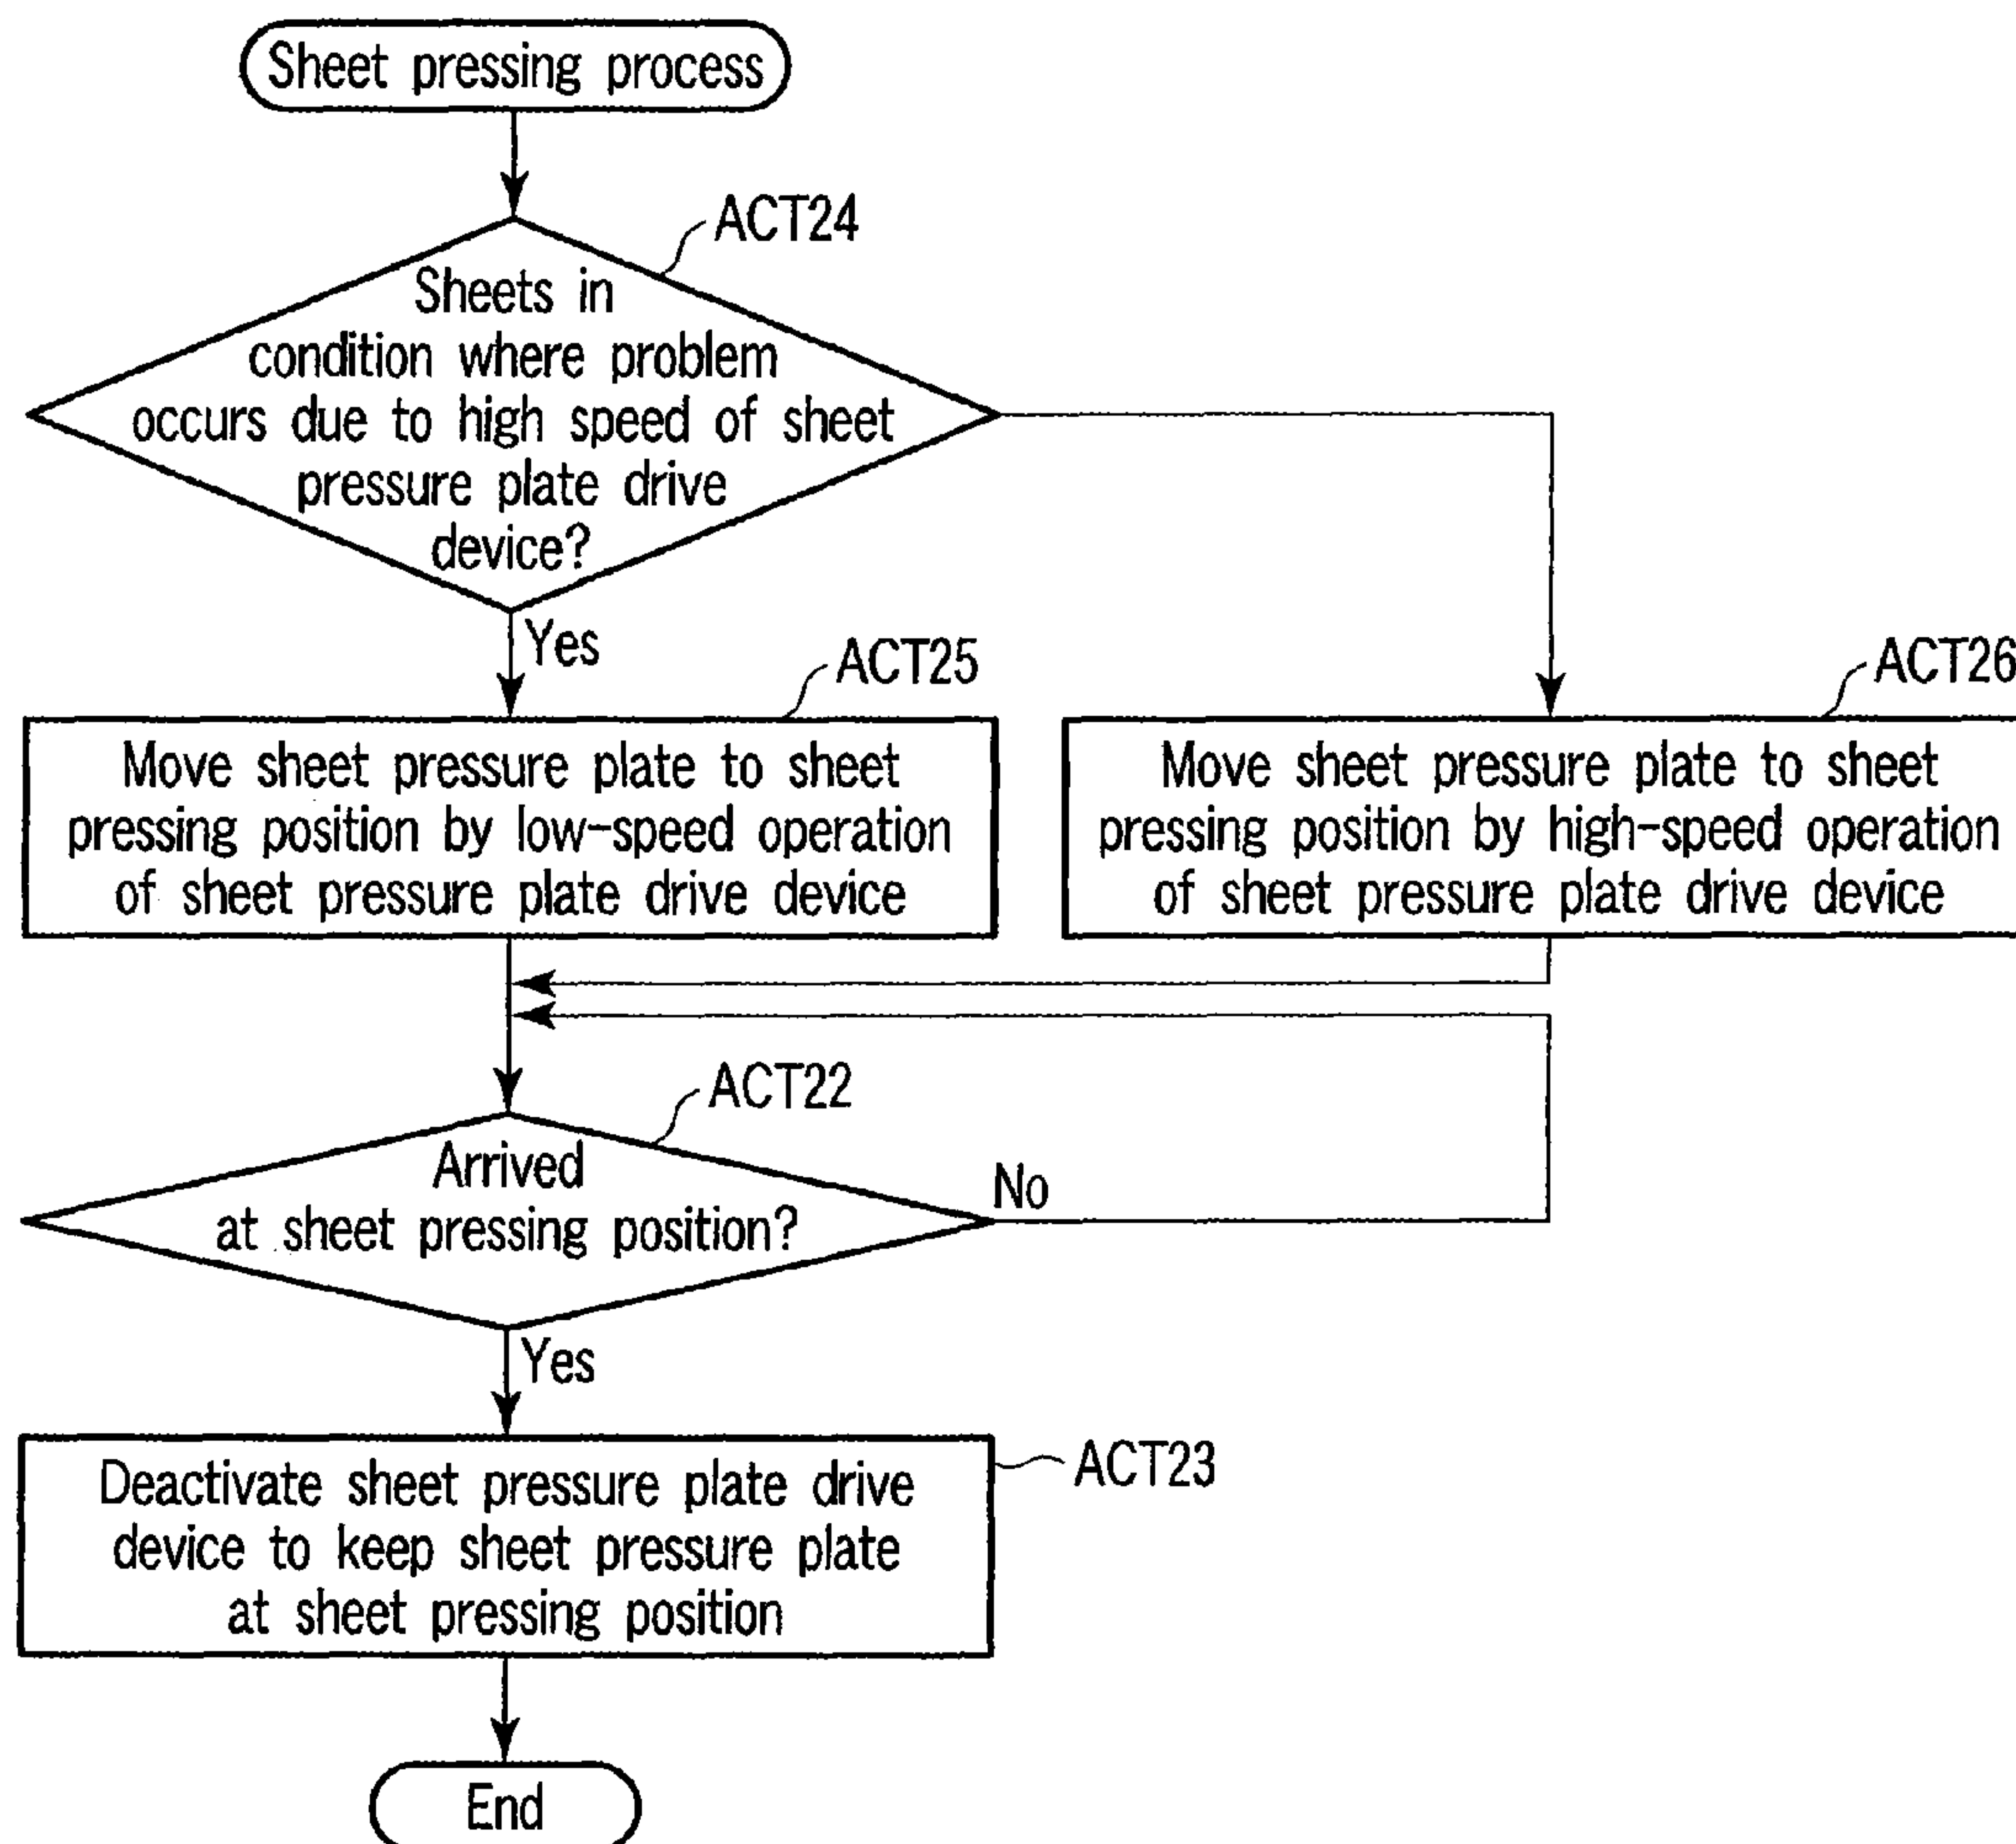 Sheet pressing process
ACT24
Sheets in
condition where problem
occurs due to high speed of sheet
pressure plate drive
device?
Yes
ACT25
Move sheet pressure plate to sheet
pressing position by low-speed operation
of sheet pressure plate drive device
ACT26
Move sheet pressure plate to sheet
pressing position by high-speed operation
of sheet pressure plate drive device
ACT22
Arrived
at sheet pressing position?
No
Yes
ACT23
Deactivate sheet pressure plate drive
device to keep sheet pressure plate
at sheet pressing position
End